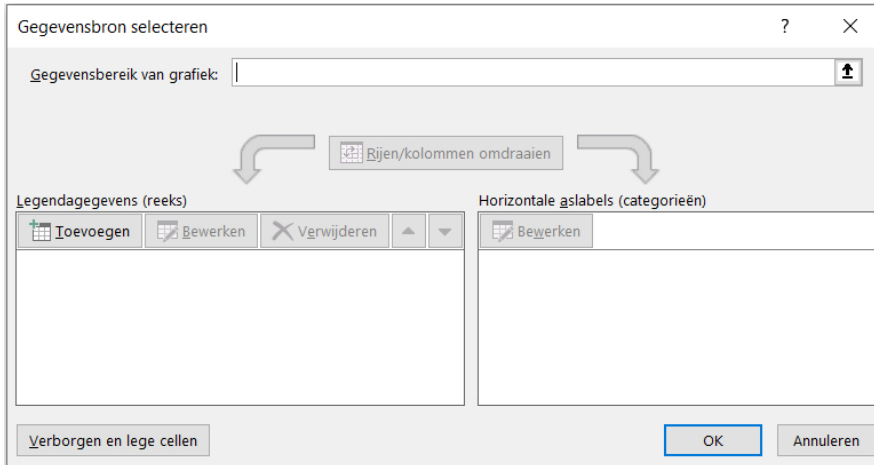 Gegevensbron selecteren ?
Gegevensbereik van grafiek:
Rijen/kolommen omdraaien
Legendagegevens (reeks)
Toevoegen Bewerken Verwijderen
Horizontale aslabels (categorieën)
Bewerken
Verborgen en lege cellen
OK Annuleren